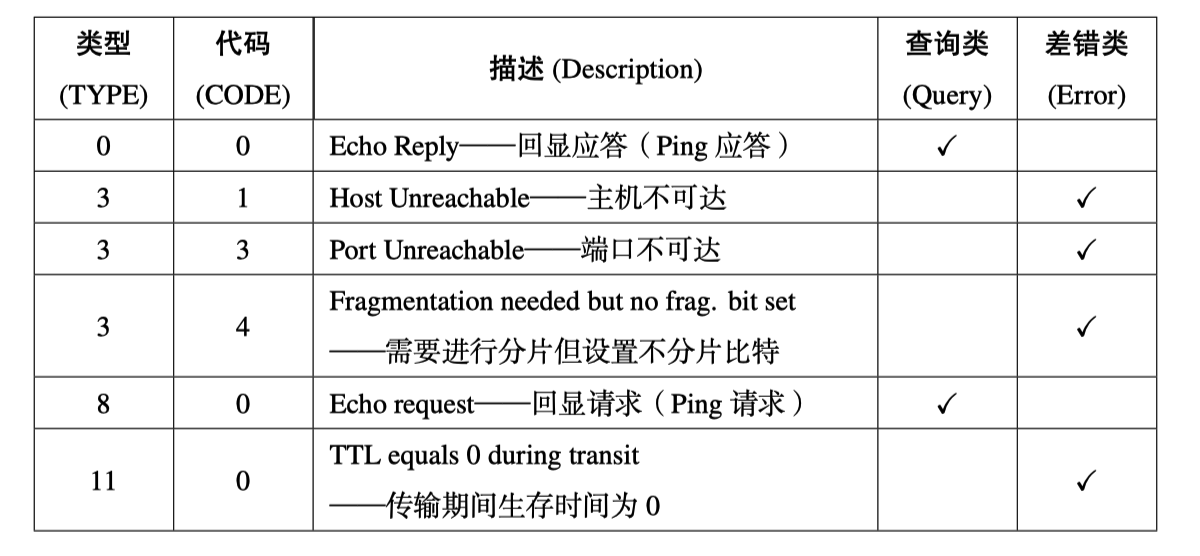 类型 代码 描述 (Description) 查询类 差错类
(TYPE) (CODE) (Query) (Error)
0 0 Echo Reply——回显应答（Ping 应答） ✓
3 1 Host Unreachable——主机不可达 ✓
3 3 Port Unreachable——端口不可达 ✓
3 4 Fragmentation needed but no frag. bit set
——需要进行分片但设置不分片比特 ✓
8 0 Echo request——回显请求（Ping 请求） ✓
11 0 TTL equals 0 during transit
——传输期间生存时间为 0 ✓